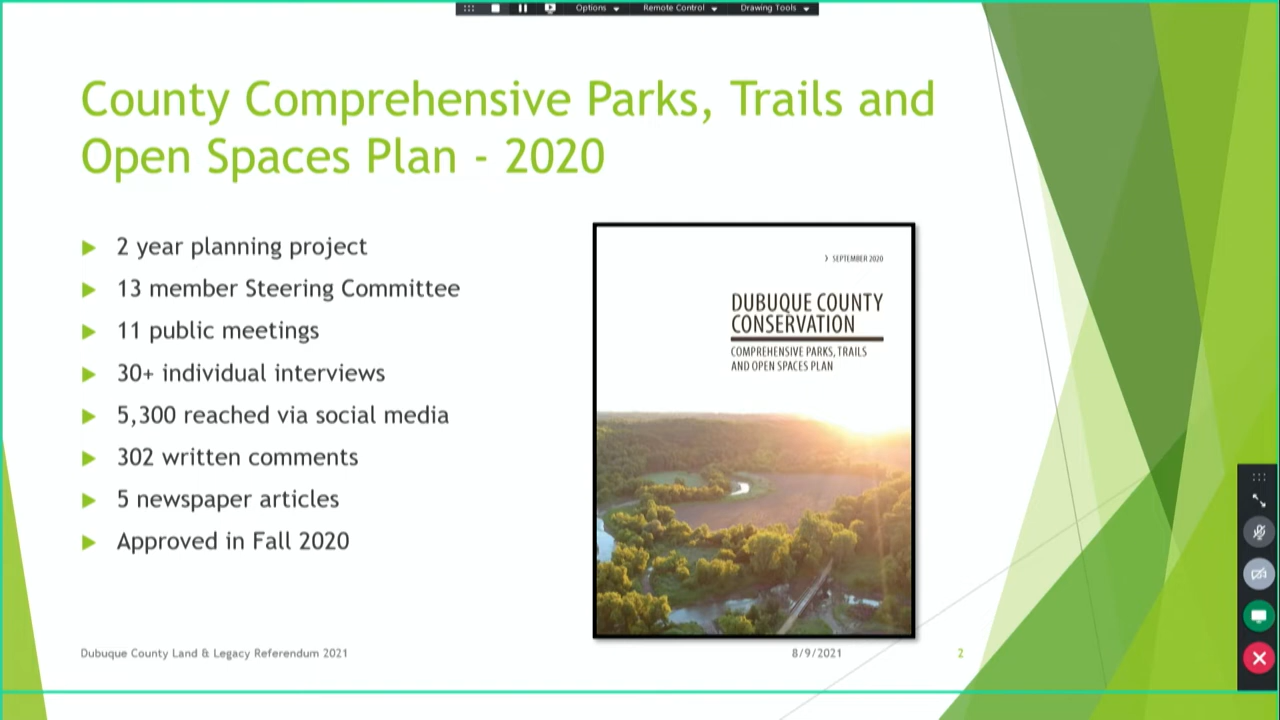 Options
Remote Control
Drawing Tools
County Comprehensive Parks, Trails and
Open Spaces Plan - 2020
2 year planning project
13 member Steering Committee
11 public meetings
30+ individual interviews
5,300 reached via social media
302 written comments
5 newspaper articles
Approved in Fall 2020
SEPTEMBER 2020
DUBUQUE COUNTY
CONSERVATION
COMPREHENSIVE PARKS, TRAILS
AND OPEN SPACES PLAN
Dubuque County Land & Legacy Referendum 2021
8/9/2021
2